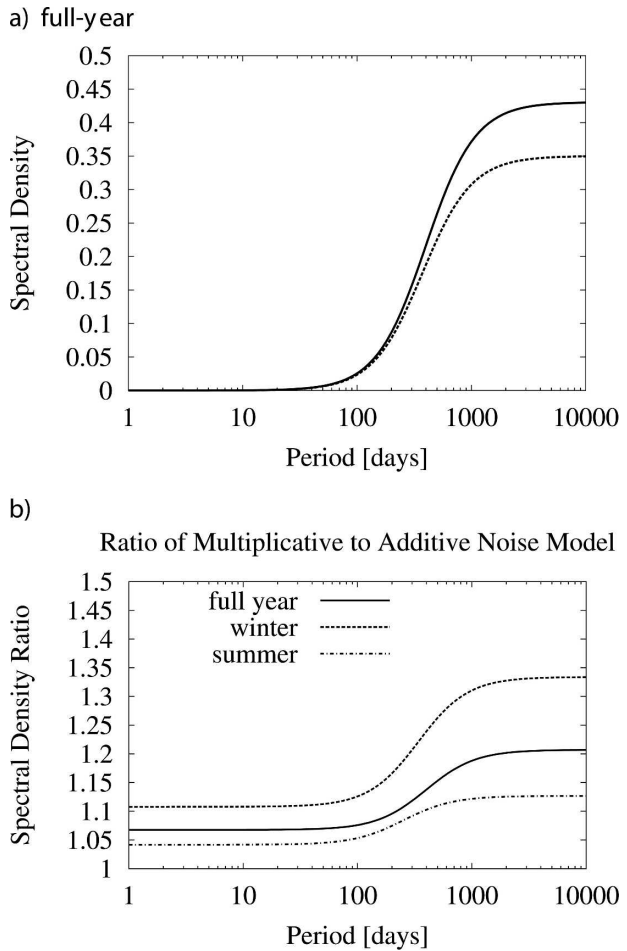 a) full-year
0.5
0.45
0.4
0.35
0.3
0.25
0.2
0.15
0.1
0.05
0
Spectral Density
1 10 100 1000 10000
Period [days]
b)
Ratio of Multiplicative to Additive Noise Model
1.5
1.45
1.4
1.35
1.3
1.25
1.2
1.15
1.1
1.05
1
Spectral Density Ratio
full year
winter
summer
1 10 100 1000 10000
Period [days]